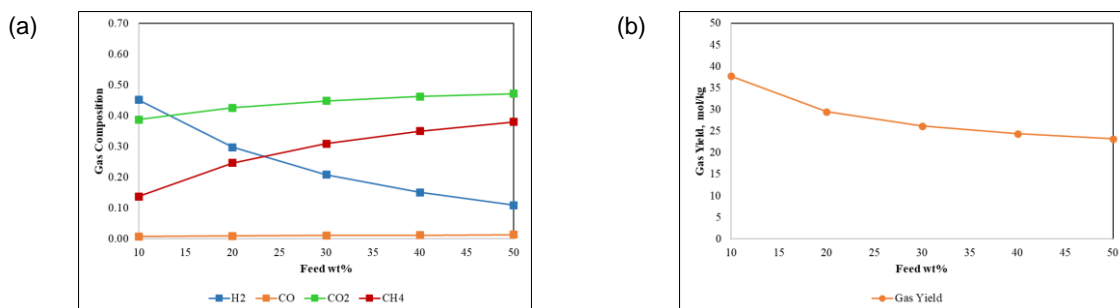 (a)
0.70
0.60
0.50
0.40
0.30
0.20
0.10
0.00
Gas Composition
10 15 20 25 30 35 40 45 50
Feed wt%
H2 CO CO2 CH4
(b)
50
45
40
35
30
25
20
15
10
5
0
Gas Yield, mol/kg
10 15 20 25 30 35 40 45 50
Feed wt%
Gas Yield